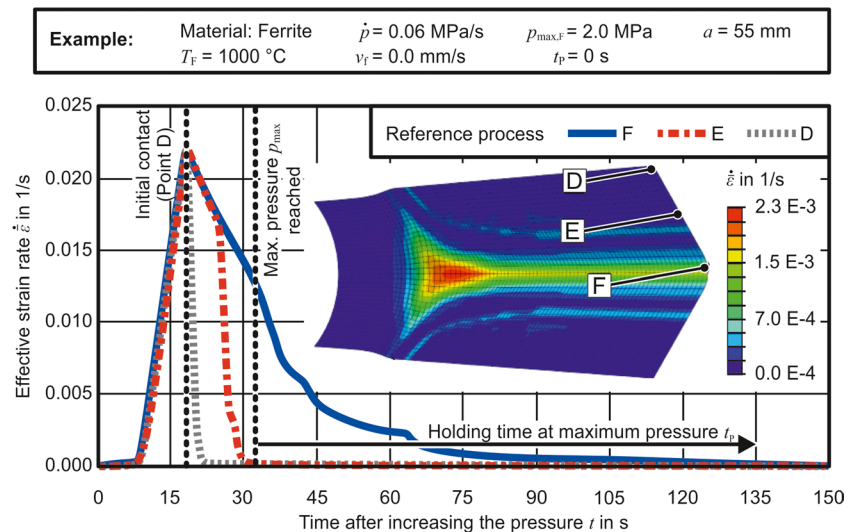 Example:
Material: Ferrite
ṗ = 0.06 MPa/s
p_max,F = 2.0 MPa
a = 55 mm
T_F = 1000 °C
v_f = 0.0 mm/s
t_P = 0 s
Effective strain rate ε̄̇ in 1/s
0.025
0.020
0.015
0.010
0.005
0.000
Initial contact
(Point D)
Max. pressure p_max
reached
Reference process F E D
D
E
F
ε̄̇ in 1/s
2.3 E-3
1.5 E-3
7.0 E-4
0.0 E-4
Holding time at maximum pressure t_P
0 15 30 45 60 75 90 105 120 135 150
Time after increasing the pressure t in s